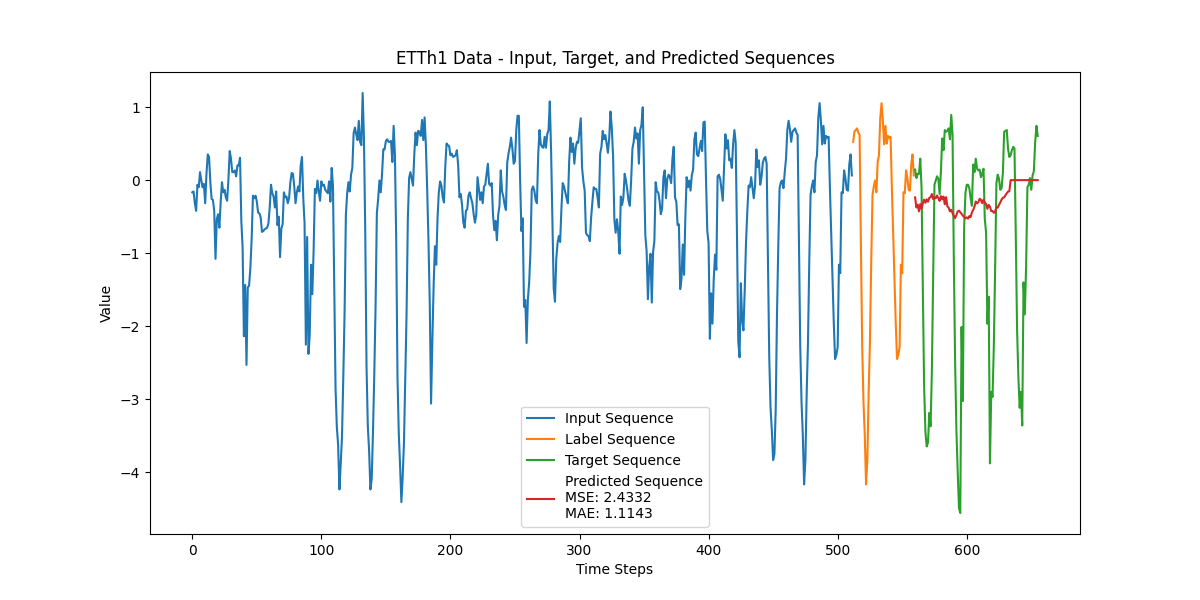 ETTh1 Data - Input, Target, and Predicted Sequences
Value
1
0
−1
−2
−3
−4
Input Sequence
Label Sequence
Target Sequence
Predicted Sequence
MSE: 2.4332
MAE: 1.1143
0 100 200 300 400 500 600
Time Steps